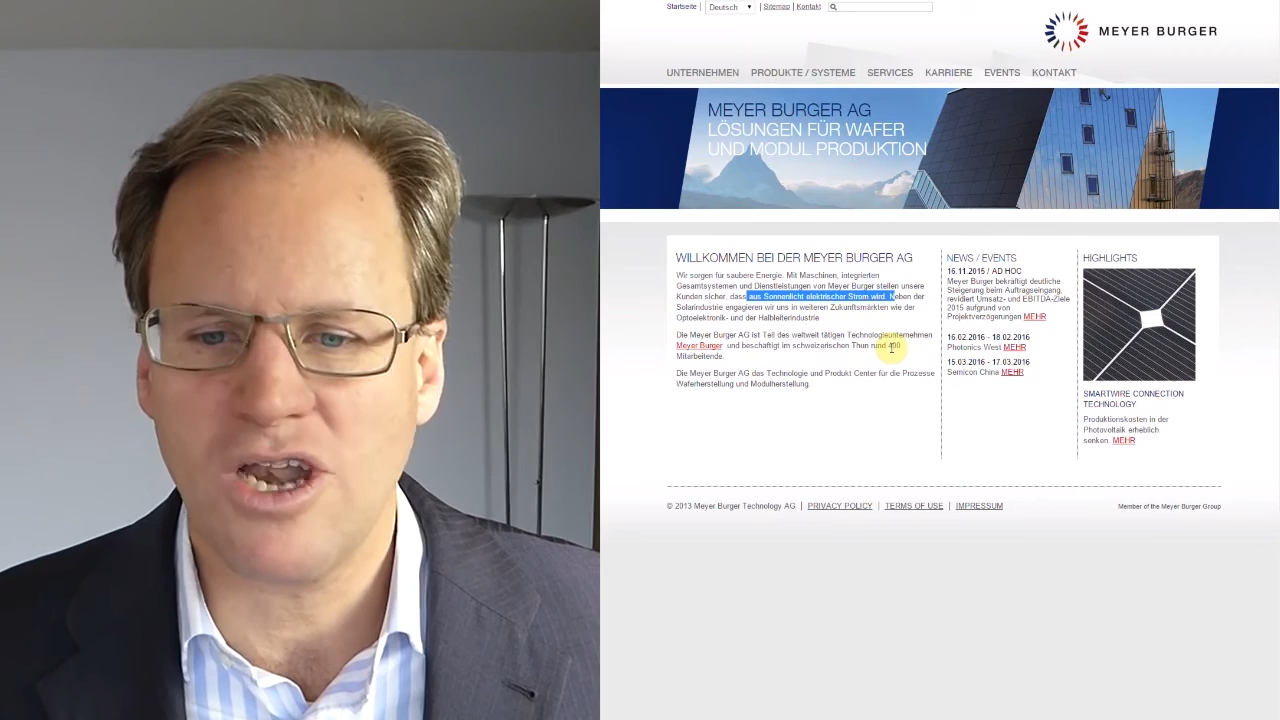 Startseite | Deutsch | Sitemap | Kontakt
MEYER BURGER
UNTERNEHMEN PRODUKTE / SYSTEME SERVICES KARRIERE EVENTS KONTAKT
MEYER BURGER AG
LÖSUNGEN FÜR WAFER
UND MODUL PRODUKTION
WILLKOMMEN BEI DER MEYER BURGER AG
Wir sorgen für saubere Energie. Mit Maschinen, integrierten
Gesamtsystemen und Dienstleistungen von Meyer Burger stellen unsere
Kunden sicher, dass aus Sonnenlicht elektrischer Strom wird. Neben der
Solarindustrie engagieren wir uns in weiteren Zukunftsmärkten wie der
Optoelektronik- und der Halbleiterindustrie
Die Meyer Burger AG ist Teil des weltweit tätigen Technologieunternehmen
Meyer Burger und beschäftigt im schweizerischen Thun rund 400
Mitarbeitende.
Die Meyer Burger AG das Technologie und Produkt Center für die Prozesse
Waferherstellung und Modulherstellung.
NEWS / EVENTS
16.11.2015 / AD HOC
Meyer Burger bekräftigt deutliche
Steigerung beim Auftragseingang,
revidiert Umsatz- und EBITDA-Ziele
2015 aufgrund von
Projektverzögerungen MEHR
16.02.2016 - 18.02.2016
Photonics West MEHR
15.03.2016 - 17.03.2016
Semicon China MEHR
HIGHLIGHTS
SMARTWIRE CONNECTION
TECHNOLOGY
Produktionskosten in der
Photovoltaik erheblich
senken. MEHR
© 2013 Meyer Burger Technology AG | PRIVACY POLICY | TERMS OF USE | IMPRESSUM
Member of the Meyer Burger Group